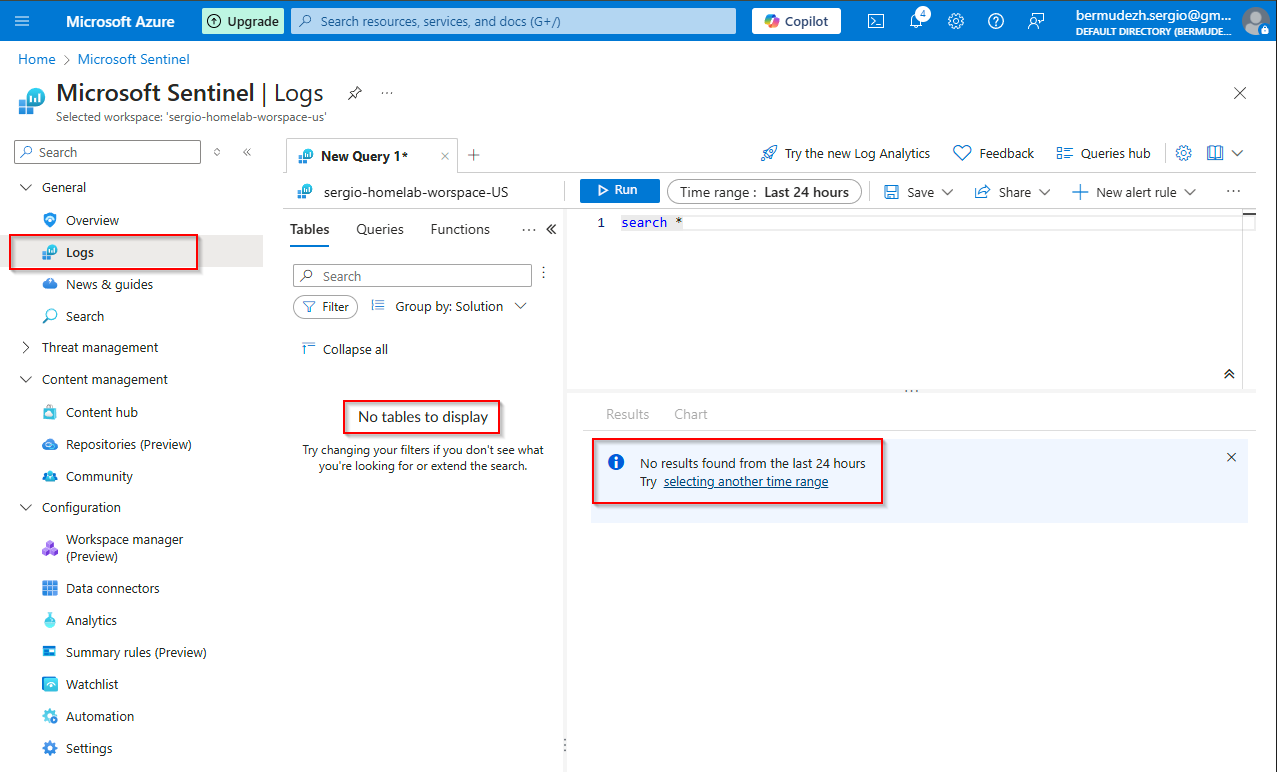 Microsoft Azure
Upgrade
Search resources, services, and docs (G+/)
Copilot
4
bermudezh.sergio@gm...
DEFAULT DIRECTORY (BERMUDE...
Home > Microsoft Sentinel
Microsoft Sentinel | Logs
...
Selected workspace: 'sergio-homelab-worspace-us'
Search
General
Overview
Logs
News & guides
Search
Threat management
Content management
Content hub
Repositories (Preview)
Community
Configuration
Workspace manager
(Preview)
Data connectors
Analytics
Summary rules (Preview)
Watchlist
Automation
Settings
New Query 1*
Try the new Log Analytics
Feedback
Queries hub
sergio-homelab-worspace-US
Run
Time range : Last 24 hours
Save
Share
New alert rule
...
Tables
Queries
Functions
...
Search
Filter
Group by: Solution
Collapse all
No tables to display
Try changing your filters if you don't see what
you're looking for or extend the search.
1 search *
Results
Chart
No results found from the last 24 hours
Try selecting another time range